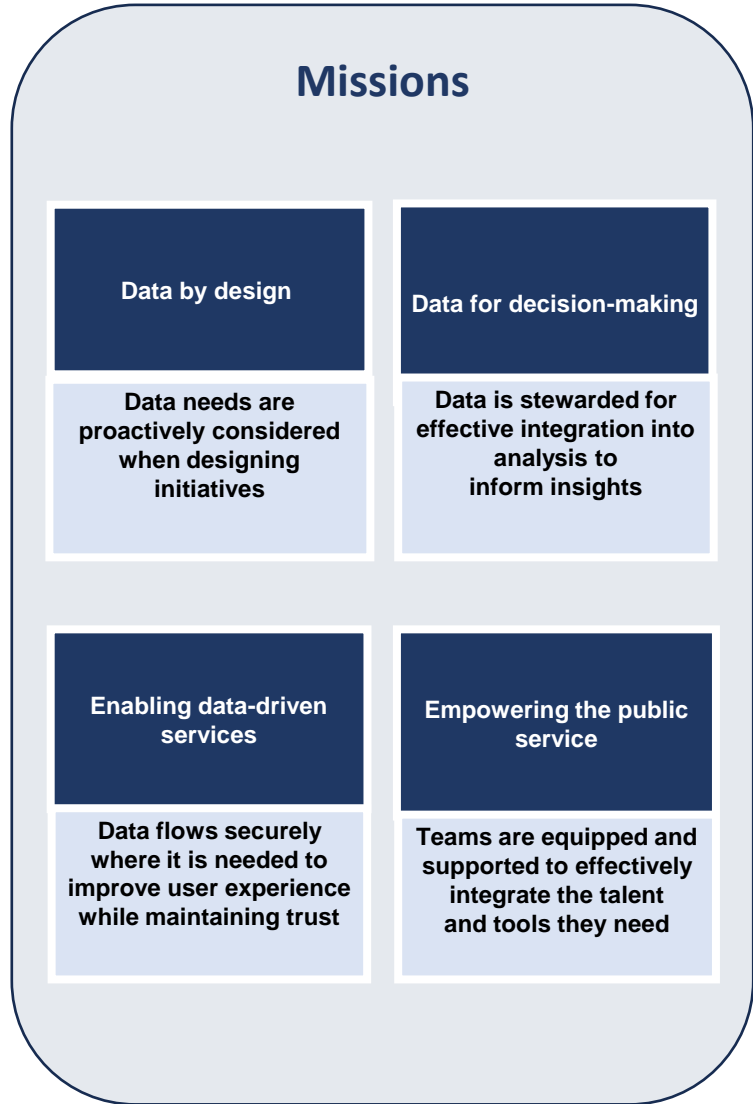 Missions
Data by design
Data needs are
proactively considered
when designing
initiatives
Data for decision-making
Data is stewarded for
effective integration into
analysis to
inform insights
Enabling data-driven
services
Data flows securely
where it is needed to
improve user experience
while maintaining trust
Empowering the public
service
Teams are equipped and
supported to effectively
integrate the talent
and tools they need